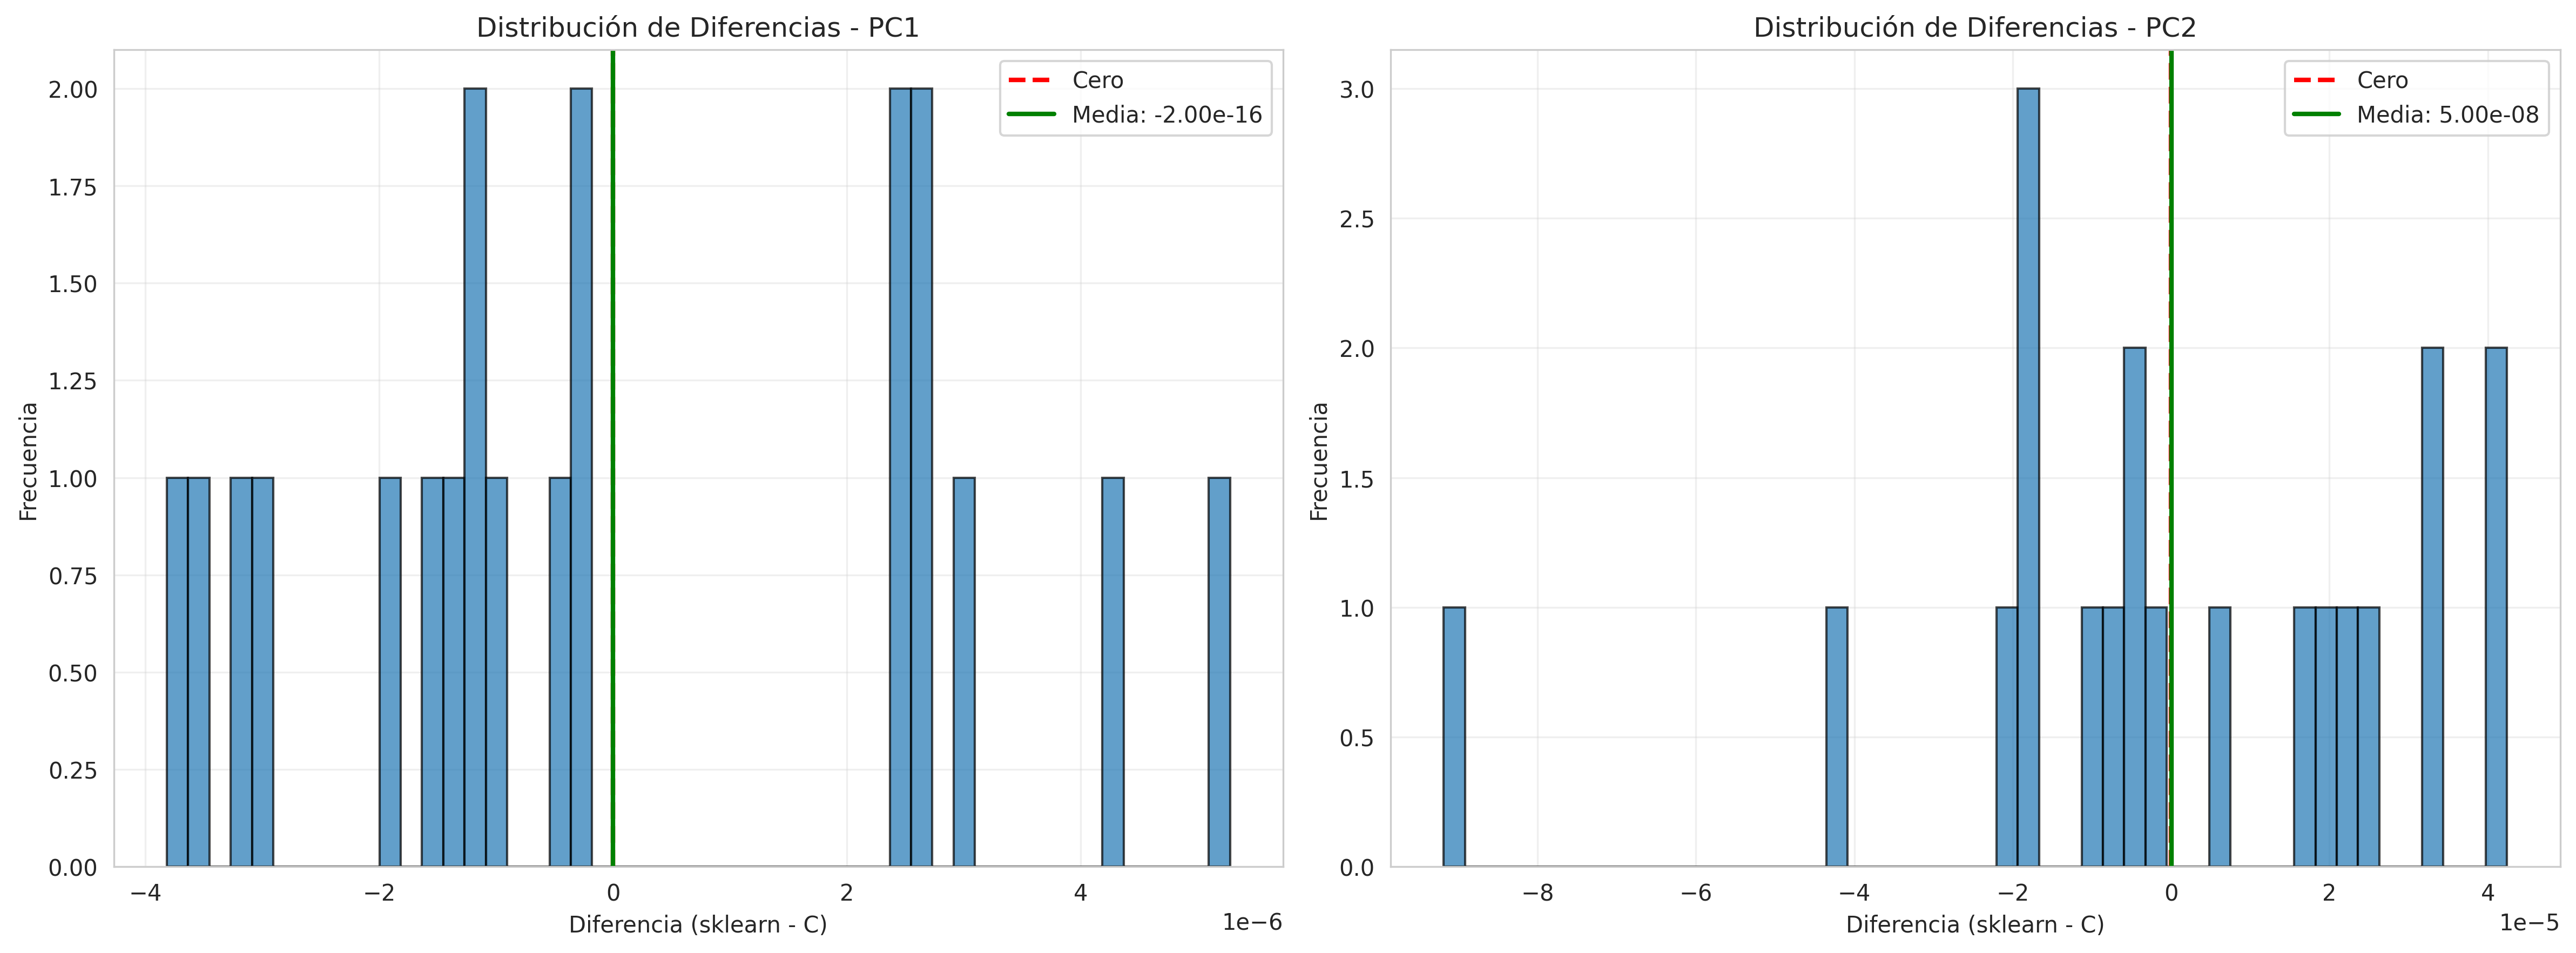 Distribución de Diferencias - PC1
Cero
Media: -2.00e-16
2.00
1.75
1.50
1.25
1.00
0.75
0.50
0.25
0.00
Frecuencia
−4
−2
0
2
4
1e−6
Diferencia (sklearn - C)
Distribución de Diferencias - PC2
Cero
Media: 5.00e-08
3.0
2.5
2.0
1.5
1.0
0.5
0.0
Frecuencia
−8
−6
−4
−2
0
2
4
1e−5
Diferencia (sklearn - C)